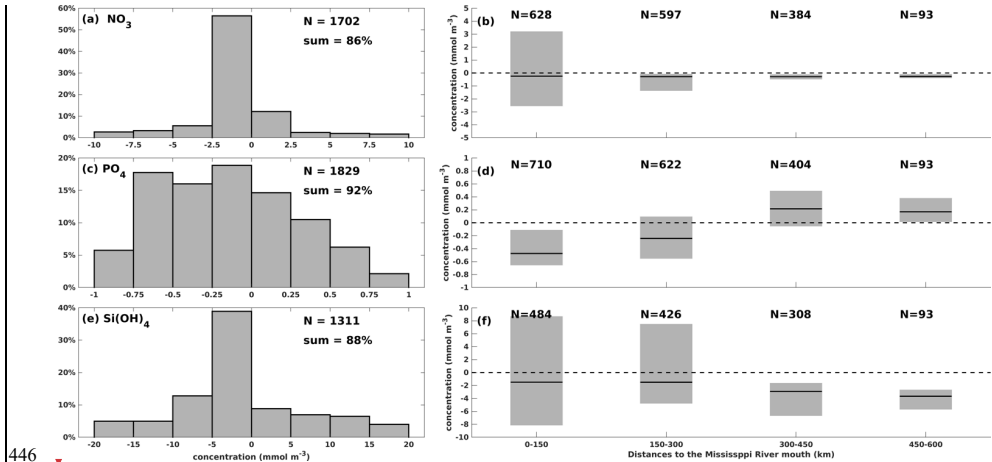 (a) NO3
N = 1702
sum = 86%
60%
50%
40%
30%
20%
10%
0%
-10 -7.5 -5 -2.5 0 2.5 5 7.5 10
(b)
N=628 N=597 N=384 N=93
concentration (mmol m-3)
5
4
3
2
1
0
-1
-2
-3
-4
-5
(c) PO4
N = 1829
sum = 92%
20%
15%
10%
5%
0%
-1 -0.75 -0.5 -0.25 0 0.25 0.5 0.75 1
(d)
N=710 N=622 N=404 N=93
concentration (mmol m-3)
1
0.8
0.6
0.4
0.2
0
-0.2
-0.4
-0.6
-0.8
-1
(e) Si(OH)4
N = 1311
sum = 88%
40%
30%
20%
10%
0%
-20 -15 -10 -5 0 5 10 15 20
concentration (mmol m-3)
(f)
N=484 N=426 N=308 N=93
concentration (mmol m-3)
10
8
6
4
2
0
-2
-4
-6
-8
-10
0-150 150-300 300-450 450-600
Distances to the Mississppi River mouth (km)
446